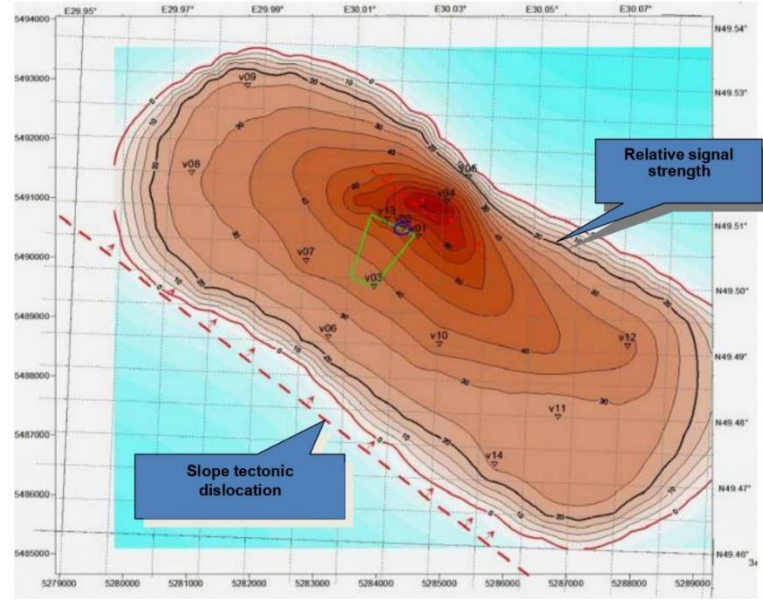 E29.95° E29.97° E29.99° E30.01° E30.03° E30.05° E30.07°
5494000
N49.54°
5493000
v09
N49.53°
5492000
v08
v05
Relative signal
strength
5491000
v04
v13
v02
v01
N49.51°
5490000
v07
v03
N49.50°
5489000
v06
v10
v12
N49.49°
5488000
v11
N49.48°
5487000
v14
Slope tectonic
dislocation
N49.47°
5486000
5485000
N49.46°
5279000 5280000 5281000 5282000 5283000 5284000 5285000 5286000 5287000 5288000 5289000